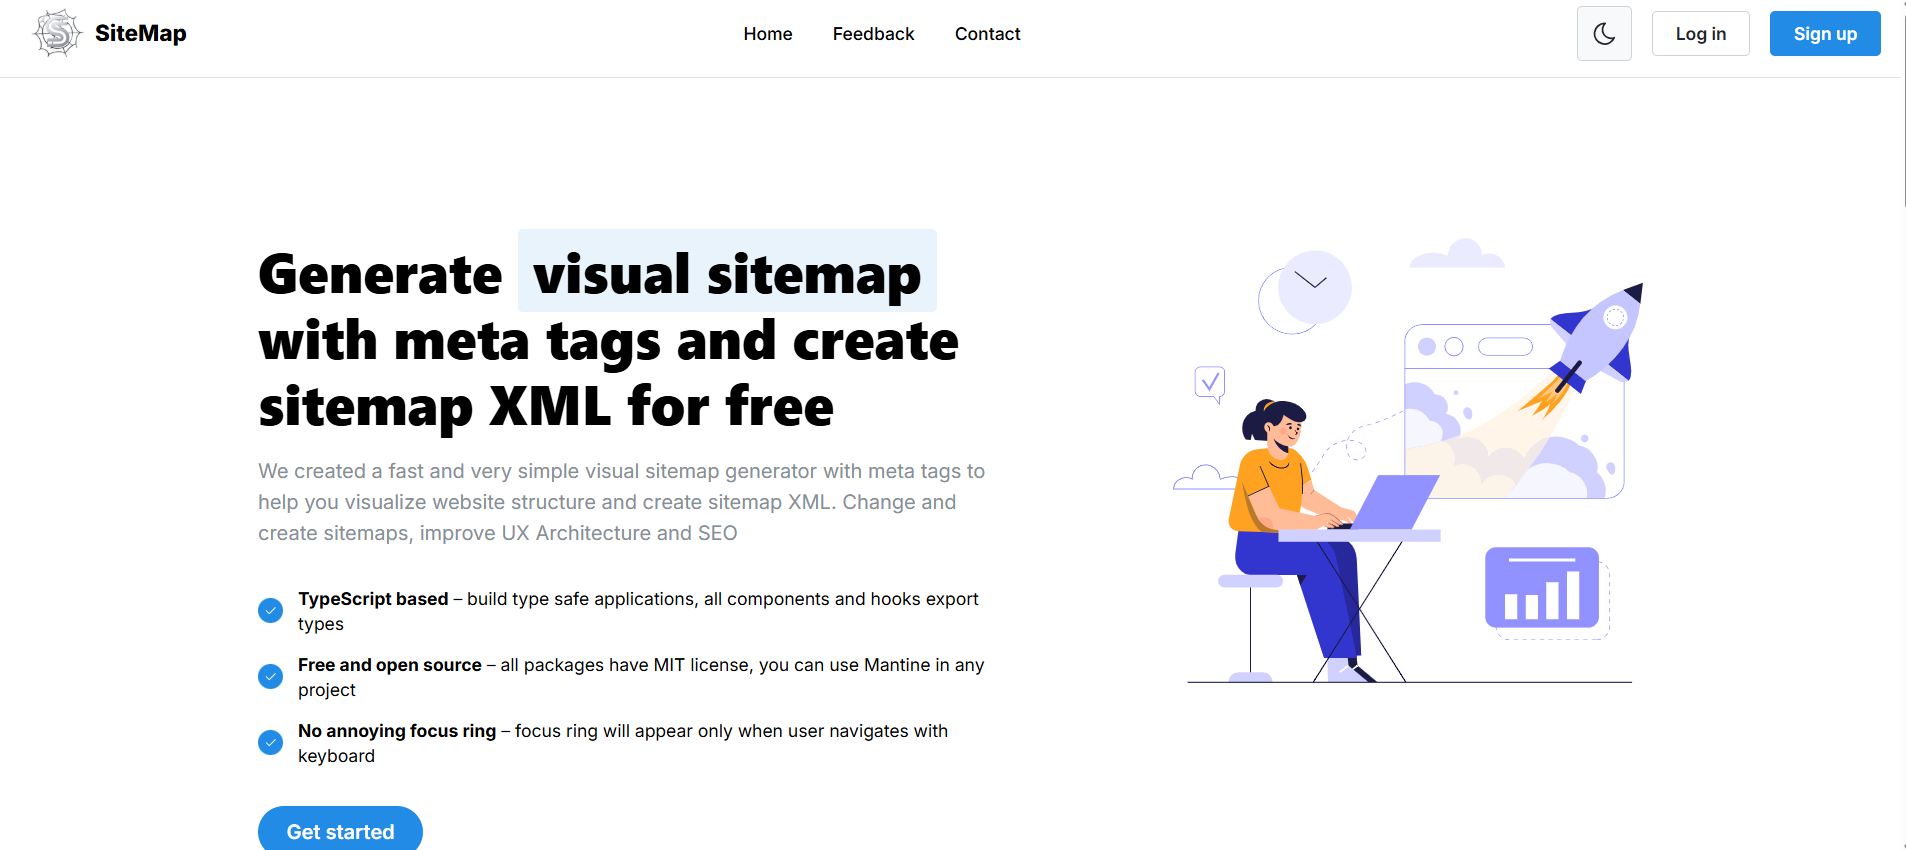 SiteMap
Home
Feedback
Contact
Log in
Sign up
Generate visual sitemap
with meta tags and create
sitemap XML for free
We created a fast and very simple visual sitemap generator with meta tags to
help you visualize website structure and create sitemap XML. Change and
create sitemaps, improve UX Architecture and SEO
TypeScript based – build type safe applications, all components and hooks export
types
Free and open source – all packages have MIT license, you can use Mantine in any
project
No annoying focus ring – focus ring will appear only when user navigates with
keyboard
Get started